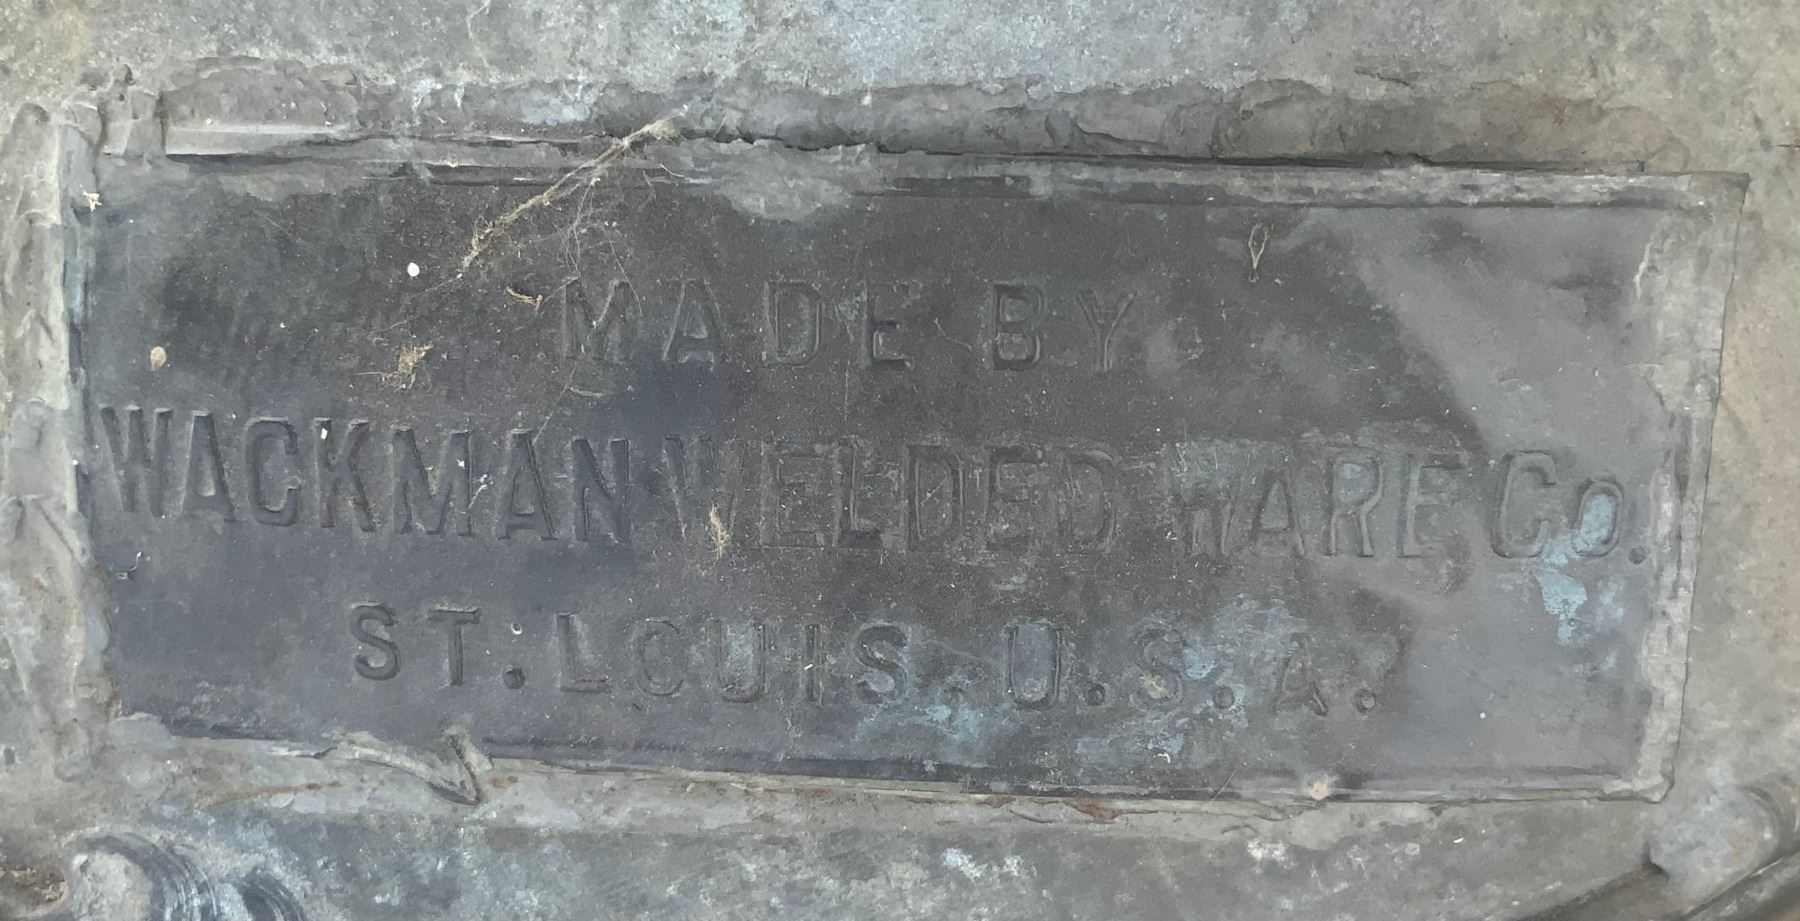 MADE BY
WACKMAN WELDED WARE CO.
ST. LOUIS. U.S.A.